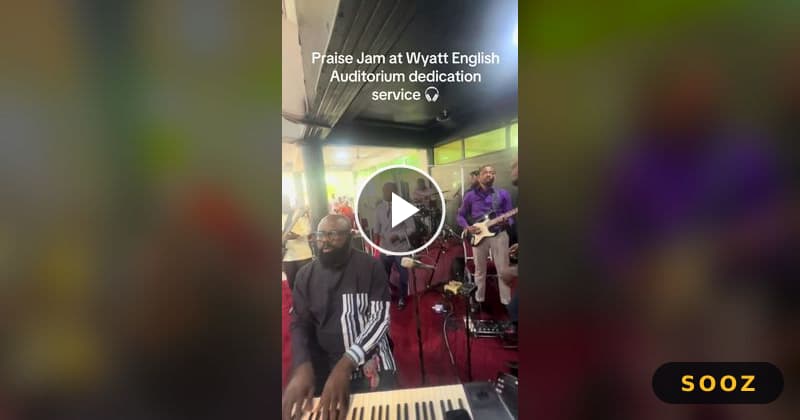 Praise Jam at Wyatt English
Auditorium dedication
service 🎧
SOOZ